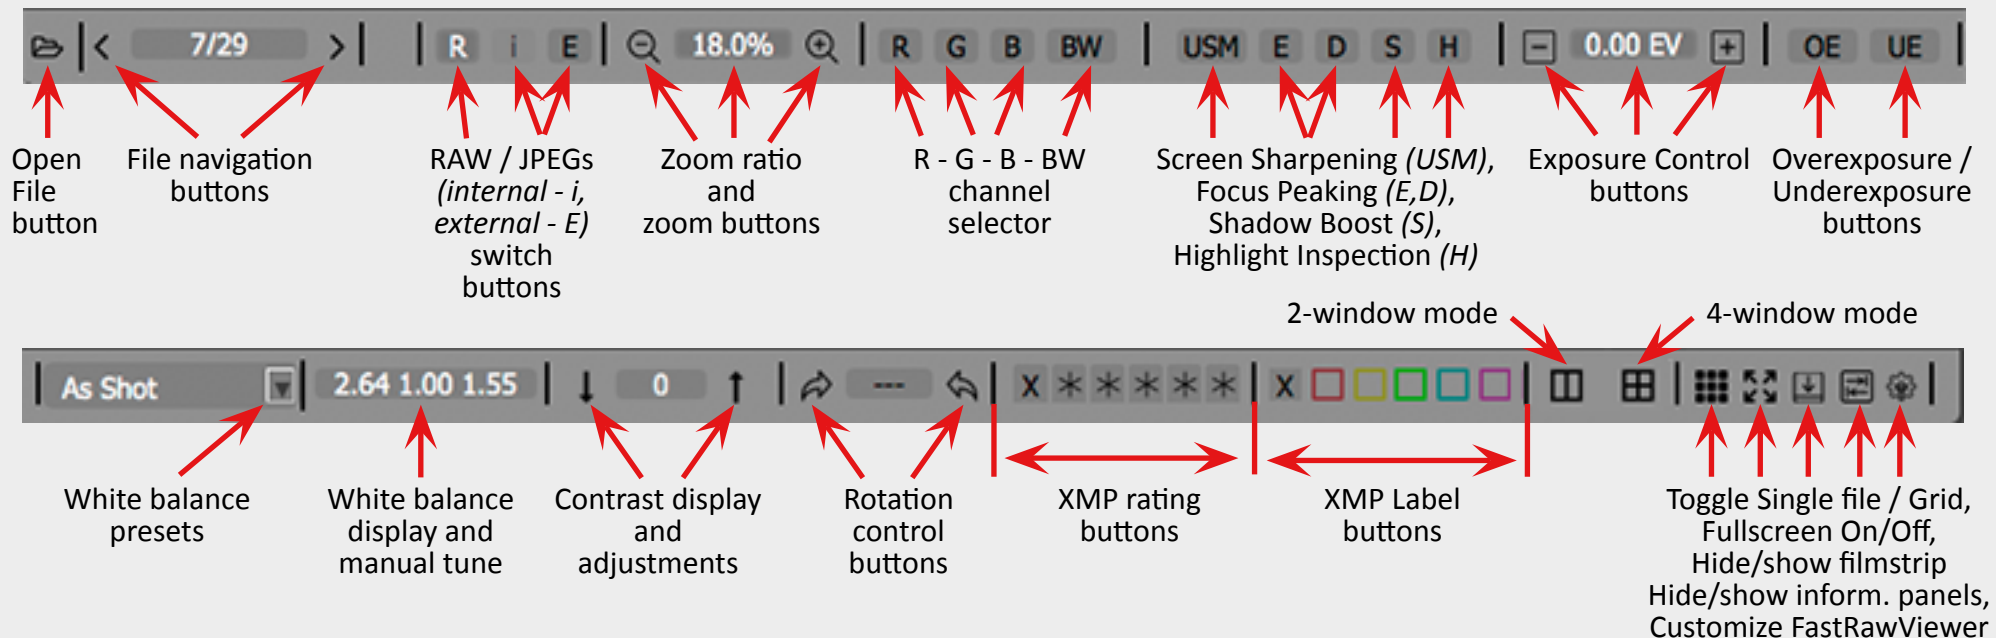 7/29
R i E
18.0%
R G B BW
USM E D S H
0.00 EV
OE UE
Open
File
button
File navigation
buttons
RAW / JPEGs
(internal - i,
external - E)
switch
buttons
Zoom ratio
and
zoom buttons
R - G - B - BW
channel
selector
Screen Sharpening (USM),
Focus Peaking (E,D),
Shadow Boost (S),
Highlight Inspection (H)
Exposure Control
buttons
Overexposure /
Underexposure
buttons
2-window mode
4-window mode
As Shot
2.64 1.00 1.55
0
---
X * * * * *
X
White balance
presets
White balance
display and
manual tune
Contrast display
and
adjustments
Rotation
control
buttons
XMP rating
buttons
XMP Label
buttons
Toggle Single file / Grid,
Fullscreen On/Off,
Hide/show filmstrip
Hide/show inform. panels,
Customize FastRawViewer